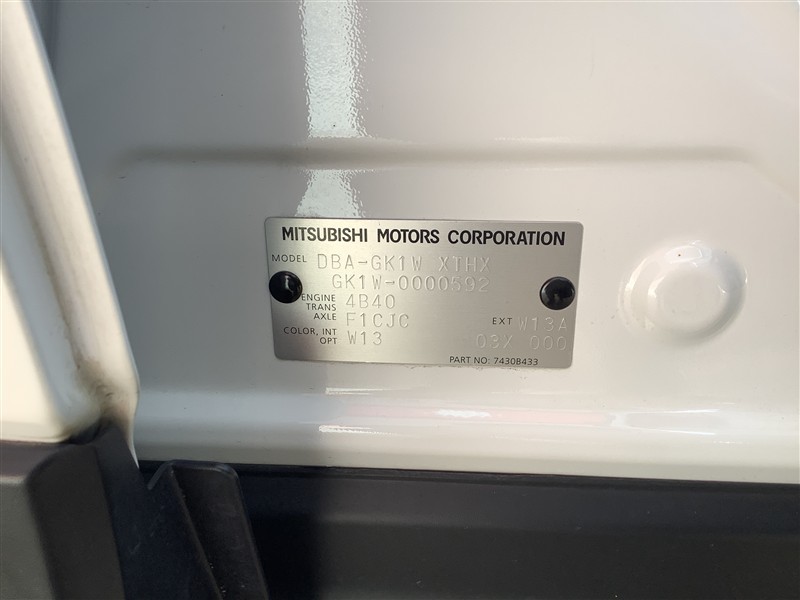 MITSUBISHI MOTORS CORPORATION
MODEL DBA-GK1W XTHX
GK1W-0000592
ENGINE 4B40
TRANS
AXLE F1CJC EXT W13A
COLOR, INT W13 03X 000
OPT
PART NO: 7430B433